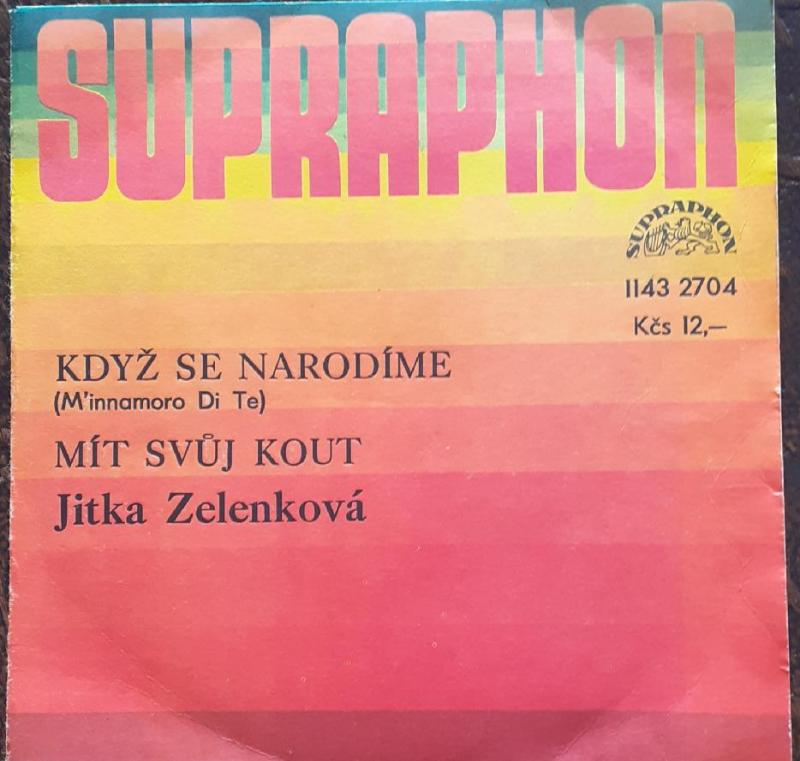 SUPRAPHON
SUPRAPHON
1143 2704
Kčs 12,—
KDYŽ SE NARODÍME
(M'innamoro Di Te)
MÍT SVŮJ KOUT
Jitka Zelenková